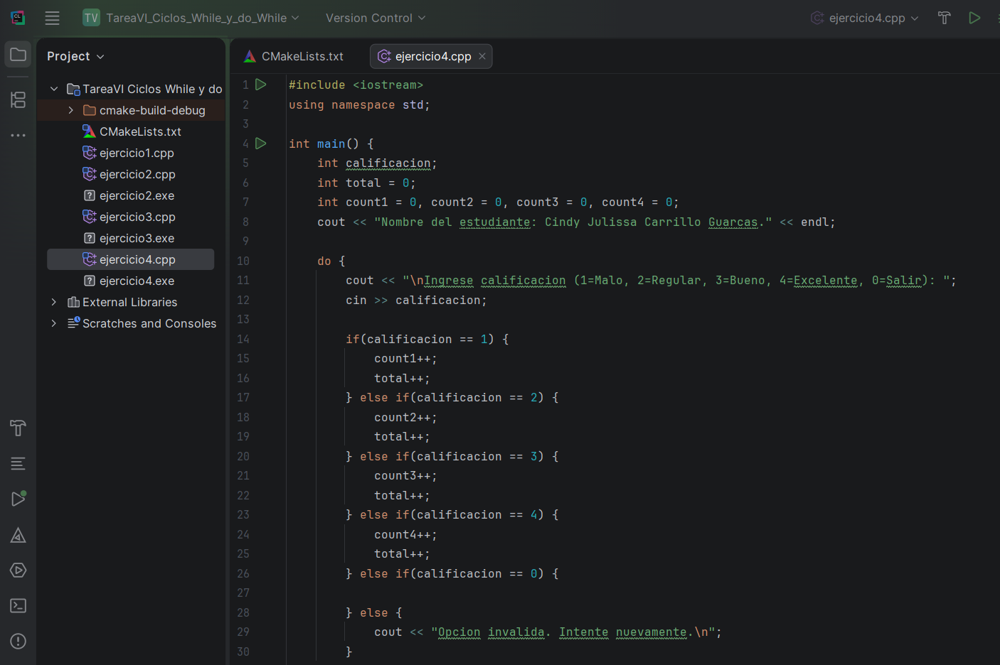 CL
TV TareaVI_Ciclos_While_y_do_While Version Control ejercicio4.cpp
Project
TareaVI Ciclos While y do
cmake-build-debug
CMakeLists.txt
ejercicio1.cpp
ejercicio2.cpp
ejercicio2.exe
ejercicio3.cpp
ejercicio3.exe
ejercicio4.cpp
ejercicio4.exe
External Libraries
Scratches and Consoles
CMakeLists.txt ejercicio4.cpp
1 #include <iostream>
2 using namespace std;
3
4 int main() {
5 int calificacion;
6 int total = 0;
7 int count1 = 0, count2 = 0, count3 = 0, count4 = 0;
8 cout << "Nombre del estudiante: Cindy Julissa Carrillo Guarcas." << endl;
9
10 do {
11 cout << "\nIngrese calificacion (1=Malo, 2=Regular, 3=Bueno, 4=Excelente, 0=Salir): ";
12 cin >> calificacion;
13
14 if(calificacion == 1) {
15 count1++;
16 total++;
17 } else if(calificacion == 2) {
18 count2++;
19 total++;
20 } else if(calificacion == 3) {
21 count3++;
22 total++;
23 } else if(calificacion == 4) {
24 count4++;
25 total++;
26 } else if(calificacion == 0) {
27
28 } else {
29 cout << "Opcion invalida. Intente nuevamente.\n";
30 }